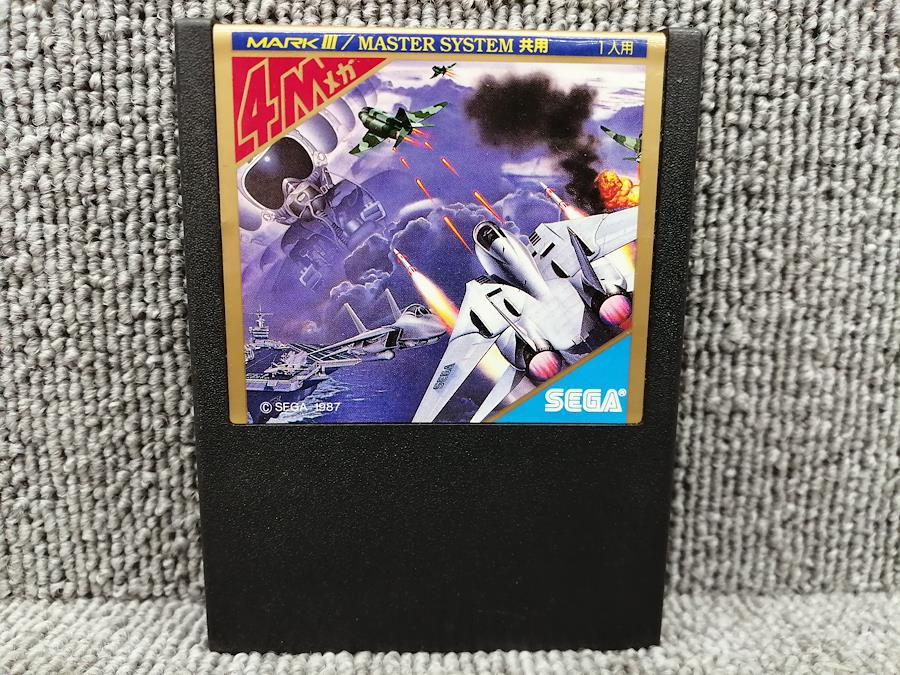 MARK III / MASTER SYSTEM 共用 1人用
4Mメガ
SEGA
© SEGA 1987
SEGA®